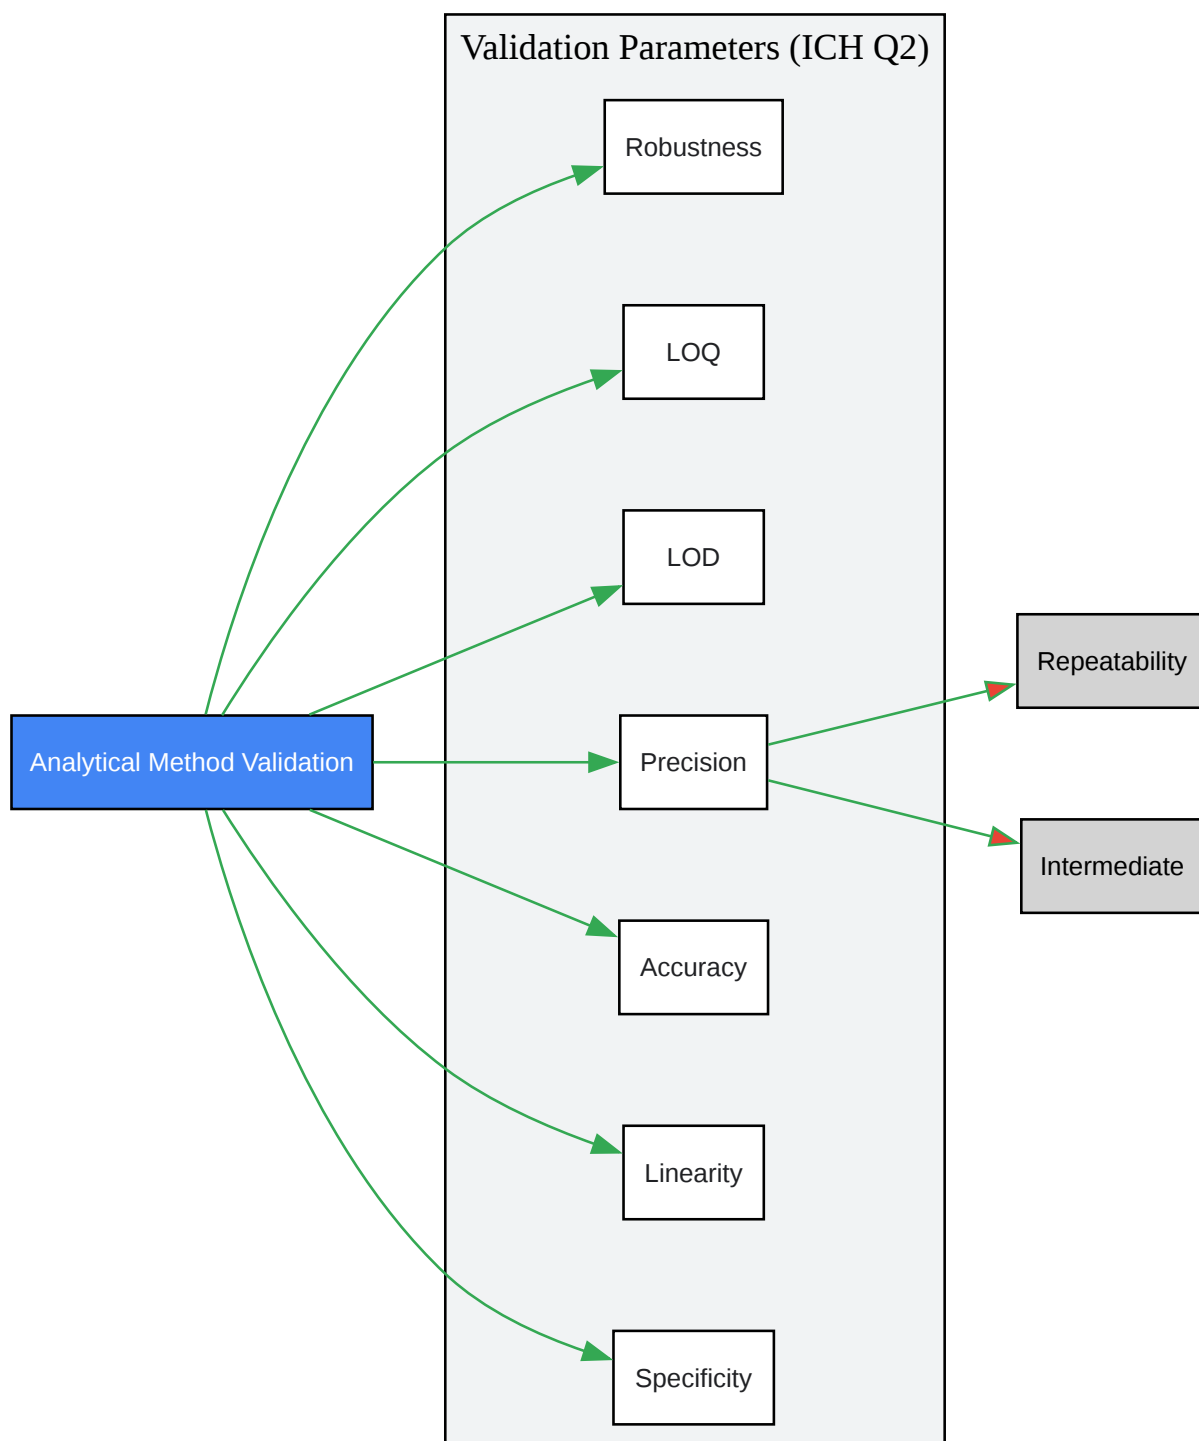 Validation Parameters (ICH Q2)
Robustness
LOQ
LOD
Repeatability
Analytical Method Validation
Precision
Intermediate
Accuracy
Linearity
Specificity